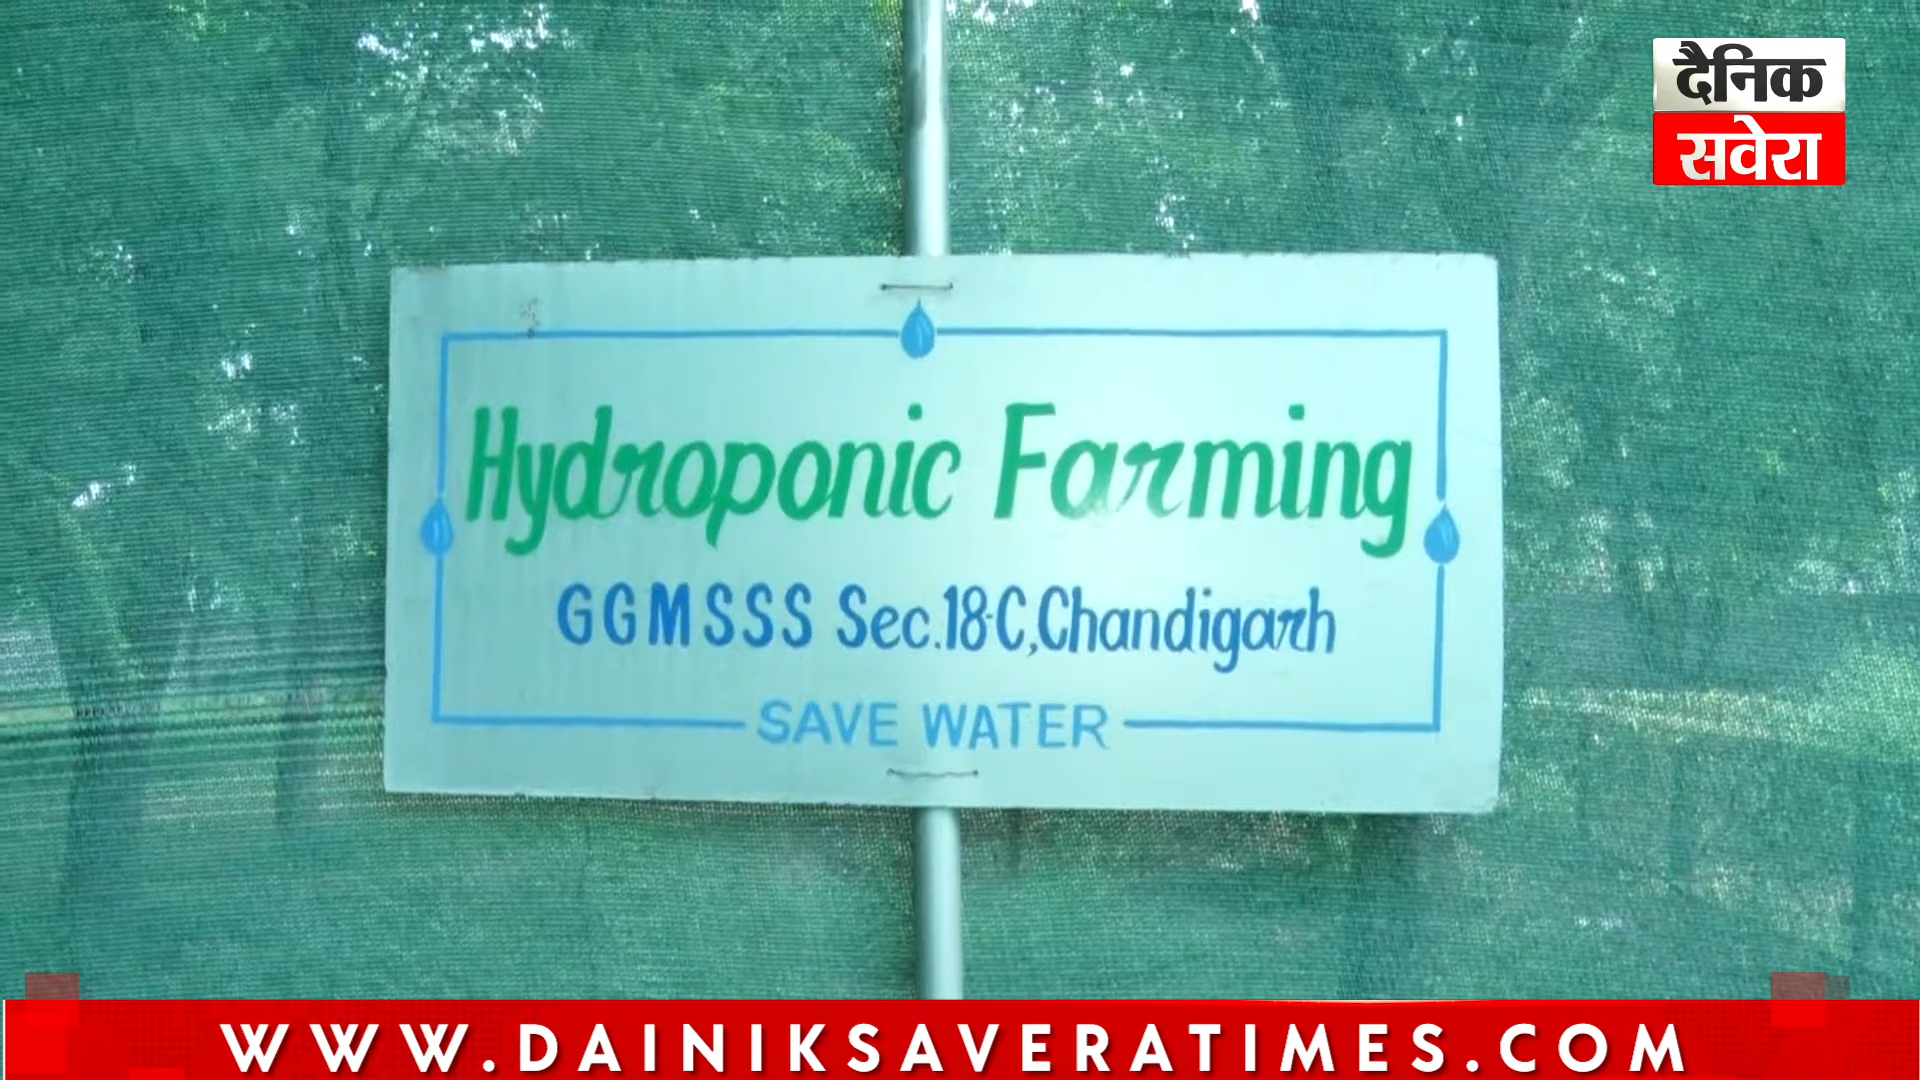 दैनिक
सवेरा
Hydroponic Farming
GGMSSS Sec.18-C,Chandigarh
SAVE WATER
WWW.DAINIKSAVERATIMES.COM